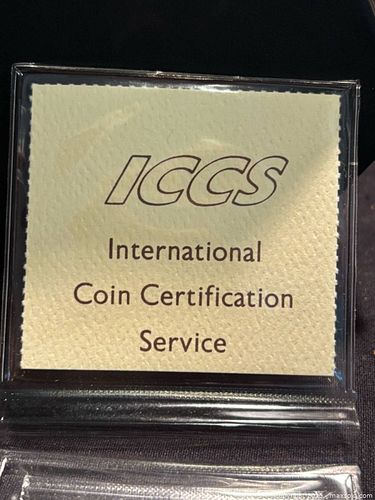 ICCS
International
Coin Certification
Service